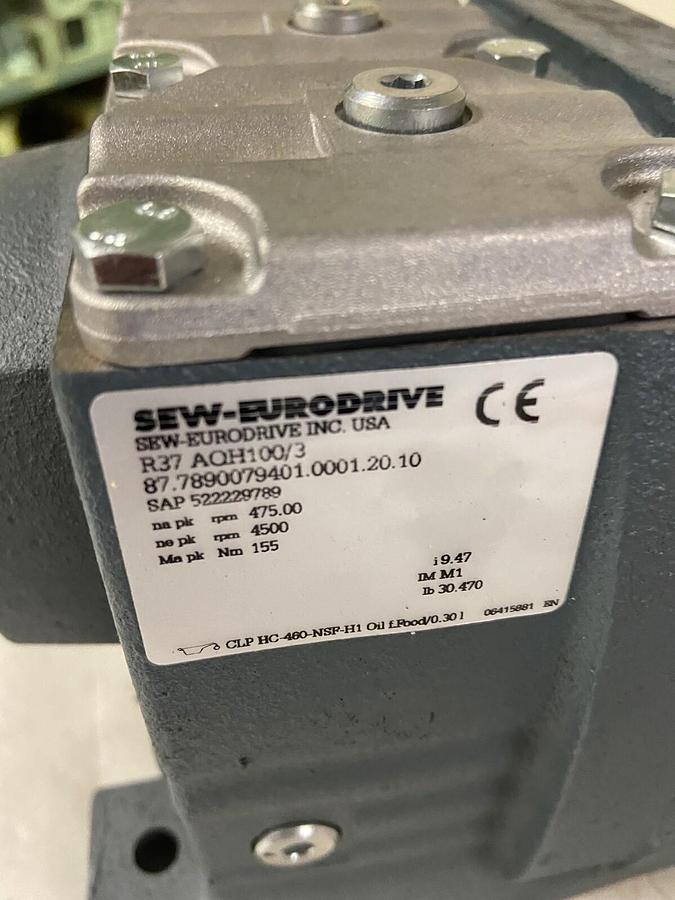 SEW-EURODRIVE CE
SEW-EURODRIVE INC. USA
R37 AQH100/3
87.7890079401.0001.20.10
SAP 522229789
na pk rpm 475.00
ne pk rpm 4500
Ma pk Nm 155
i 9.47
IM M1
lb 30.470
CLP HC-460-NSF-H1 Oil f.Food/0.30 l 06415881 EN